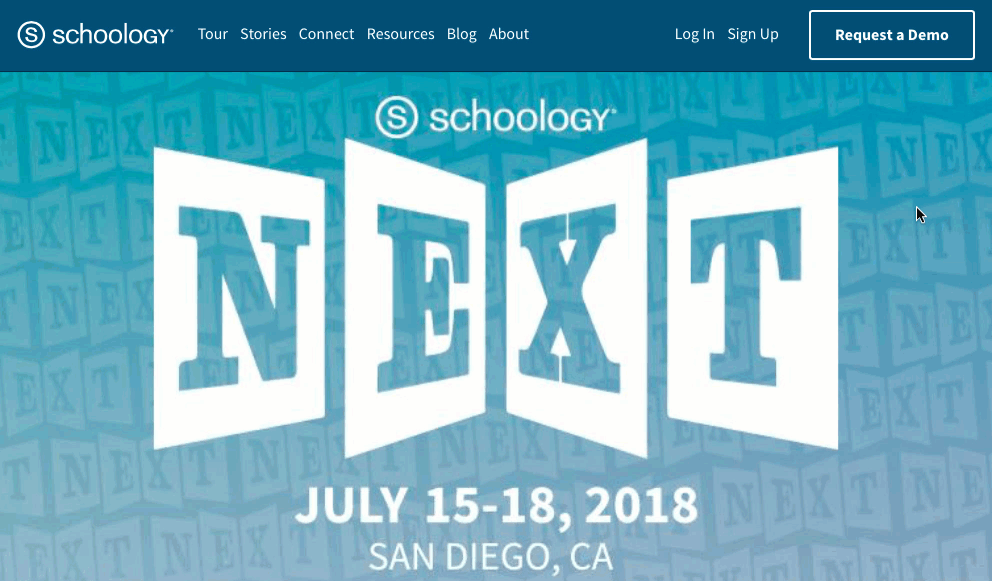 schoology Tour Stories Connect Resources Blog About Log In Sign Up Request a Demo
schoology
NEXT
JULY 15-18, 2018
SAN DIEGO, CA